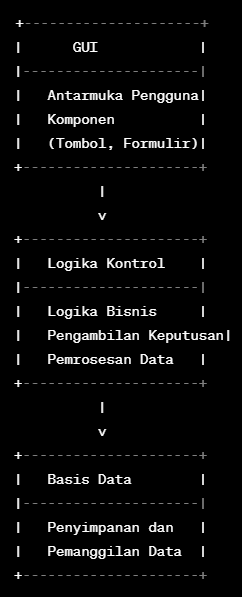 +---------------------+
|      GUI            |
|---------------------|
|   Antarmuka Pengguna|
|   Komponen          |
|   (Tombol, Formulir)|
+---------------------+
          |
          v
+---------------------+
|   Logika Kontrol    |
|---------------------|
|   Logika Bisnis     |
|   Pengambilan Keputusan|
|   Pemrosesan Data   |
+---------------------+
          |
          v
+---------------------+
|   Basis Data        |
|---------------------|
|   Penyimpanan dan   |
|   Pemanggilan Data  |
+---------------------+